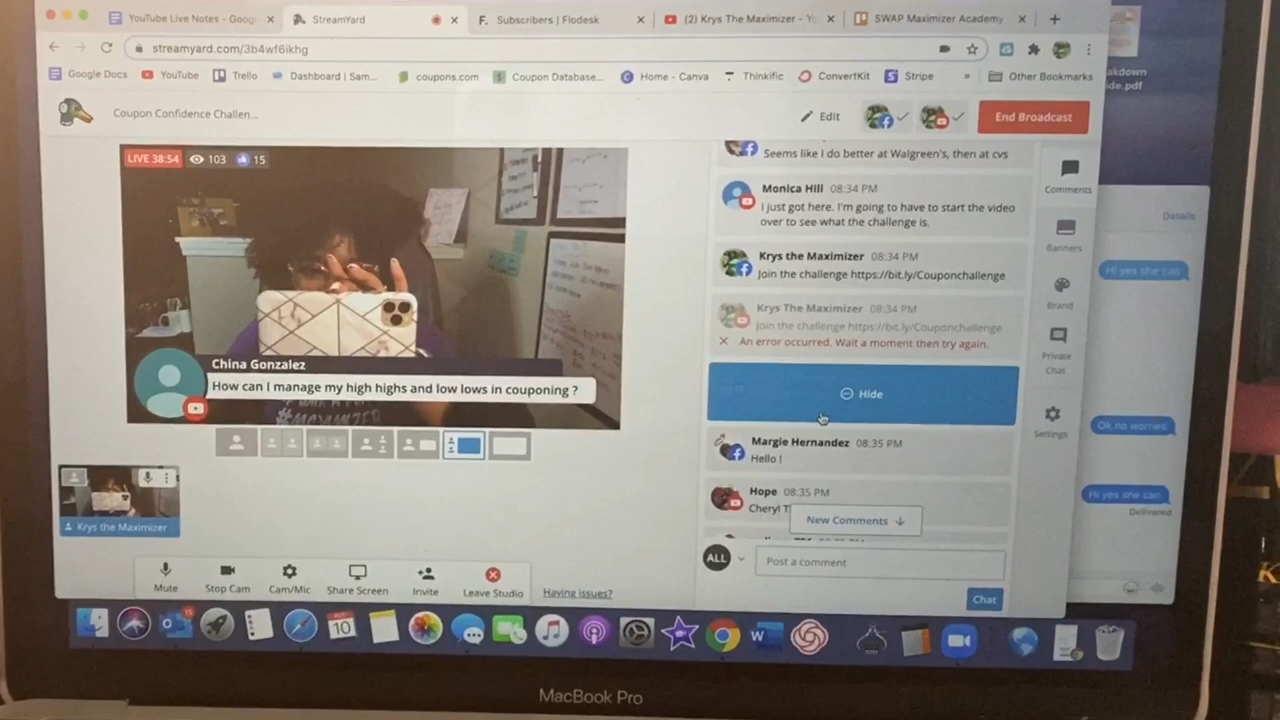 YouTube Live Notes - Googl
StreamYard
F. Subscribers | Flodesk
(2) Krys The Maximizer - Yo
SWAP Maximizer Academy
streamyard.com/3b4wf6ikhg
Google Docs
YouTube
Trello
Dashboard | Sam...
coupons.com
Coupon Database...
Home - Canva
Thinkific
ConvertKit
Stripe
»
Other Bookmarks
akdown
ide.pdf
Coupon Confidence Challen...
Edit
End Broadcast
LIVE 38:54
103
15
China Gonzalez
How can I manage my high highs and low lows in couponing ?
#MAXIMIZED
Krys the Maximizer
Mute
Stop Cam
Cam/Mic
Share Screen
Invite
Leave Studio
Having issues?
Seems like I do better at Walgreen's, then at cvs
Monica Hill 08:34 PM
I just got here. I'm going to have to start the video
over to see what the challenge is.
Krys the Maximizer 08:34 PM
Join the challenge https://bit.ly/Couponchallenge
Krys The Maximizer 08:34 PM
Join the challenge https://bit.ly/Couponchallenge
An error occurred. Wait a moment then try again.
Hide
Margie Hernandez 08:35 PM
Hello !
Hope 08:35 PM
Cheryl T
New Comments
ALL
Post a comment
Chat
Comments
Banners
Brand
Private
Chat
Settings
Details
Hi yes she can
Ok no worries
Hi yes she can
Delivered
10
MacBook Pro